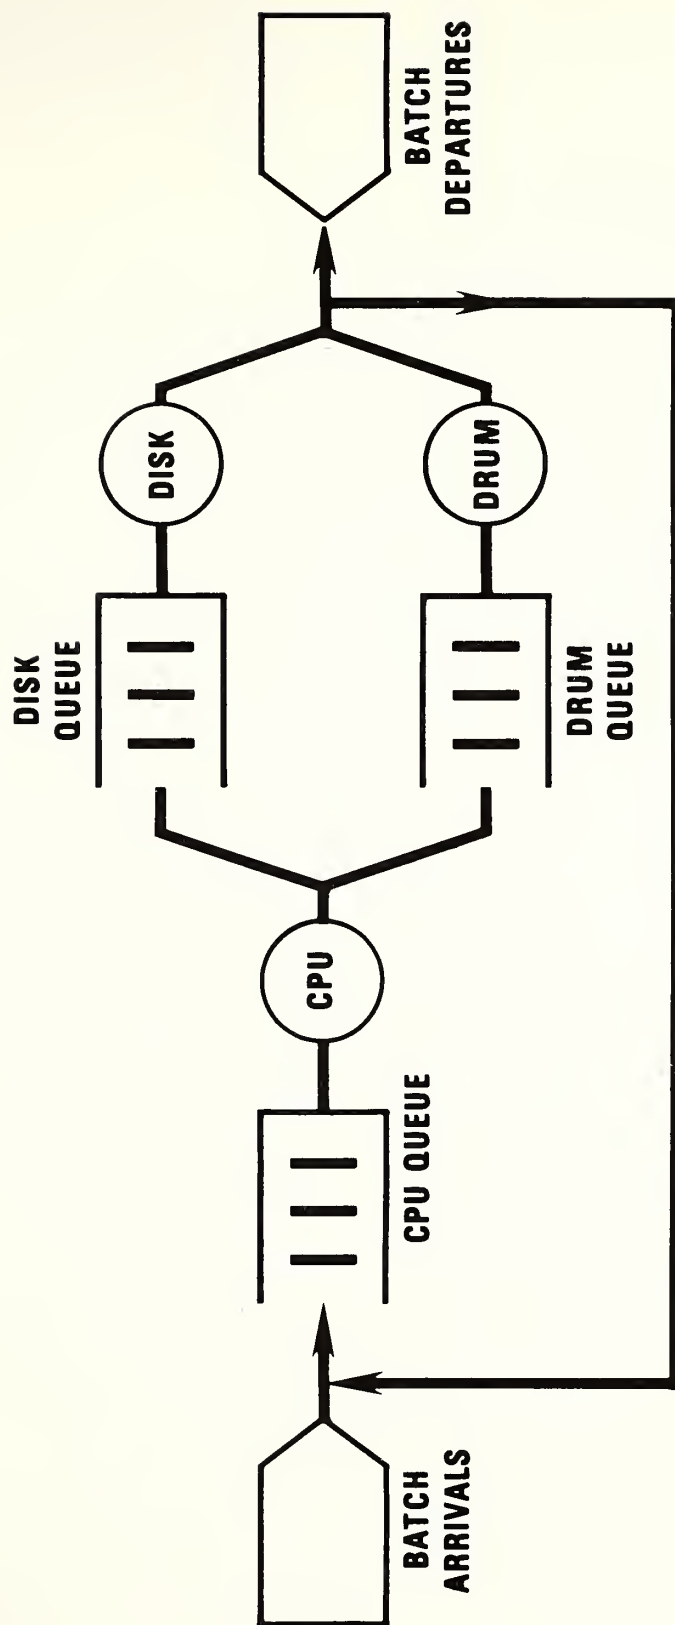 BATCH
ARRIVALS
CPU QUEUE
CPU
DISK
QUEUE
DISK
DRUM
QUEUE
DRUM
BATCH
DEPARTURES